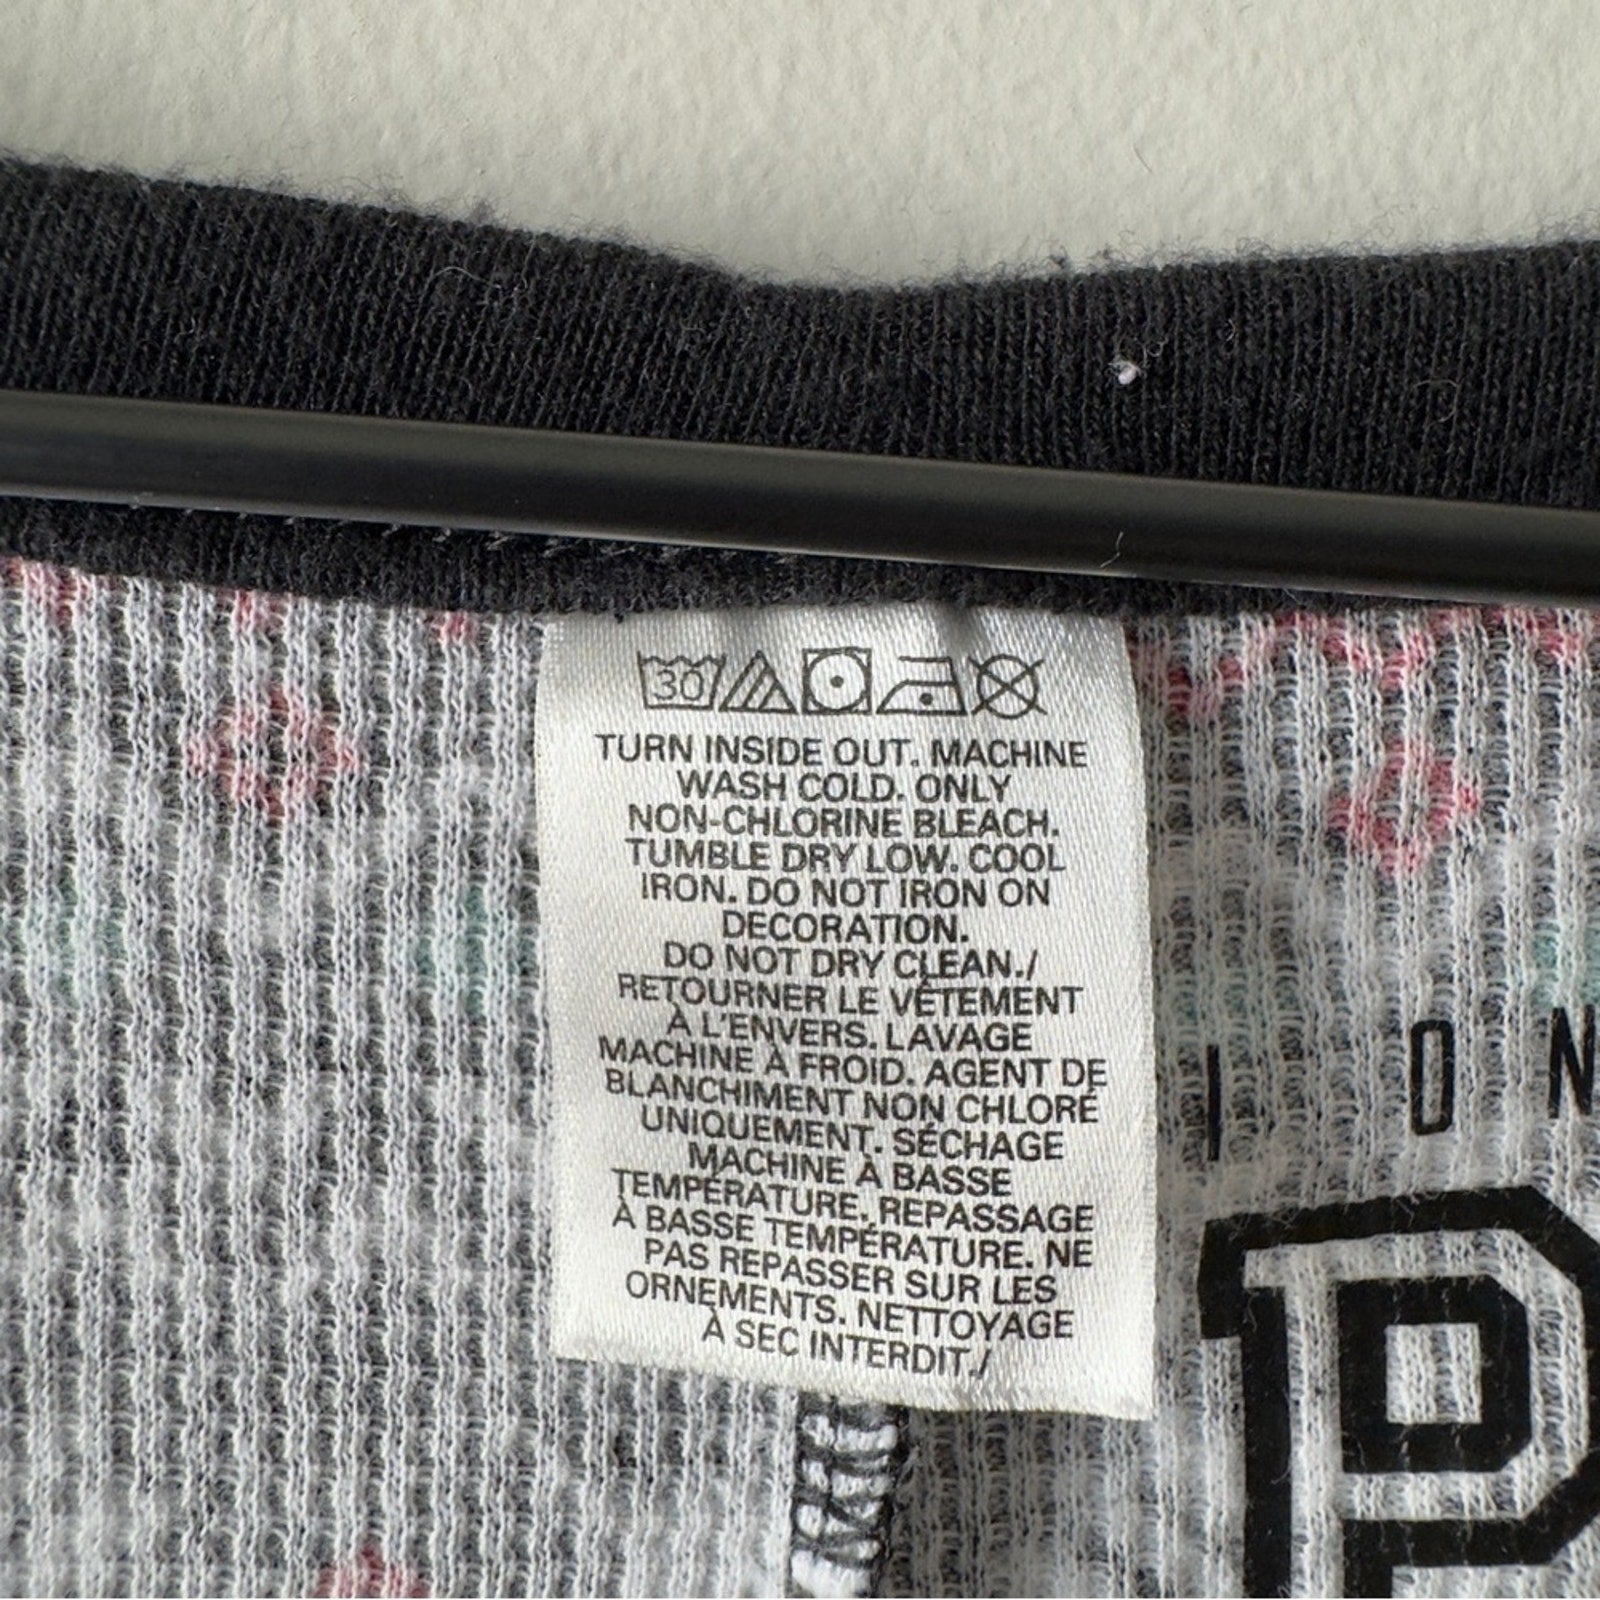 30
TURN INSIDE OUT. MACHINE
WASH COLD. ONLY
NON-CHLORINE BLEACH.
TUMBLE DRY LOW. COOL
IRON. DO NOT IRON ON
DECORATION.
DO NOT DRY CLEAN./
RETOURNER LE VÊTEMENT
À L'ENVERS. LAVAGE
MACHINE À FROID. AGENT DE
BLANCHIMENT NON CHLORÉ
UNIQUEMENT. SÉCHAGE
MACHINE À BASSE
TEMPÉRATURE. REPASSAGE
À BASSE TEMPÉRATURE. NE
PAS REPASSER SUR LES
ORNEMENTS. NETTOYAGE
À SEC INTERDIT./
I O N
P